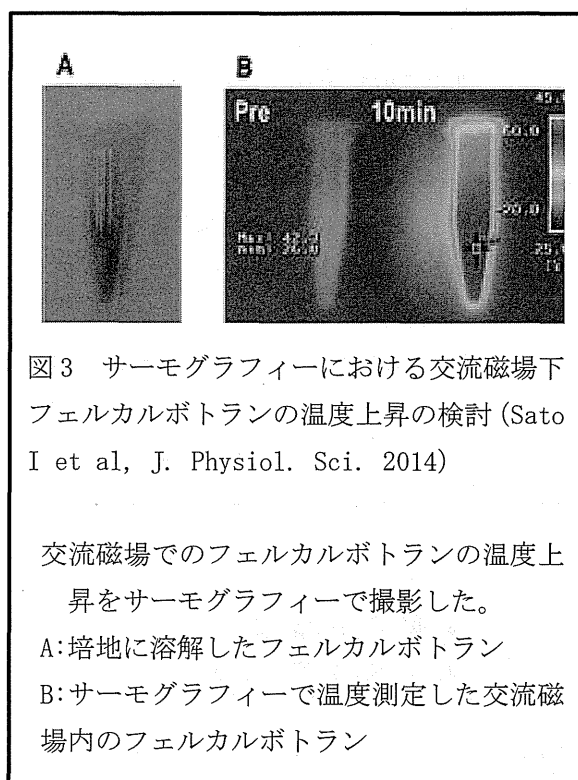 A
B
Pre 10min
図3 サーモグラフィーにおける交流磁場下
フェルカルボトランの温度上昇の検討(Sato
I et al, J. Physiol. Sci. 2014)
交流磁場でのフェルカルボトランの温度上
昇をサーモグラフィーで撮影した。
A:培地に溶解したフェルカルボトラン
B:サーモグラフィーで温度測定した交流磁
場内のフェルカルボトラン